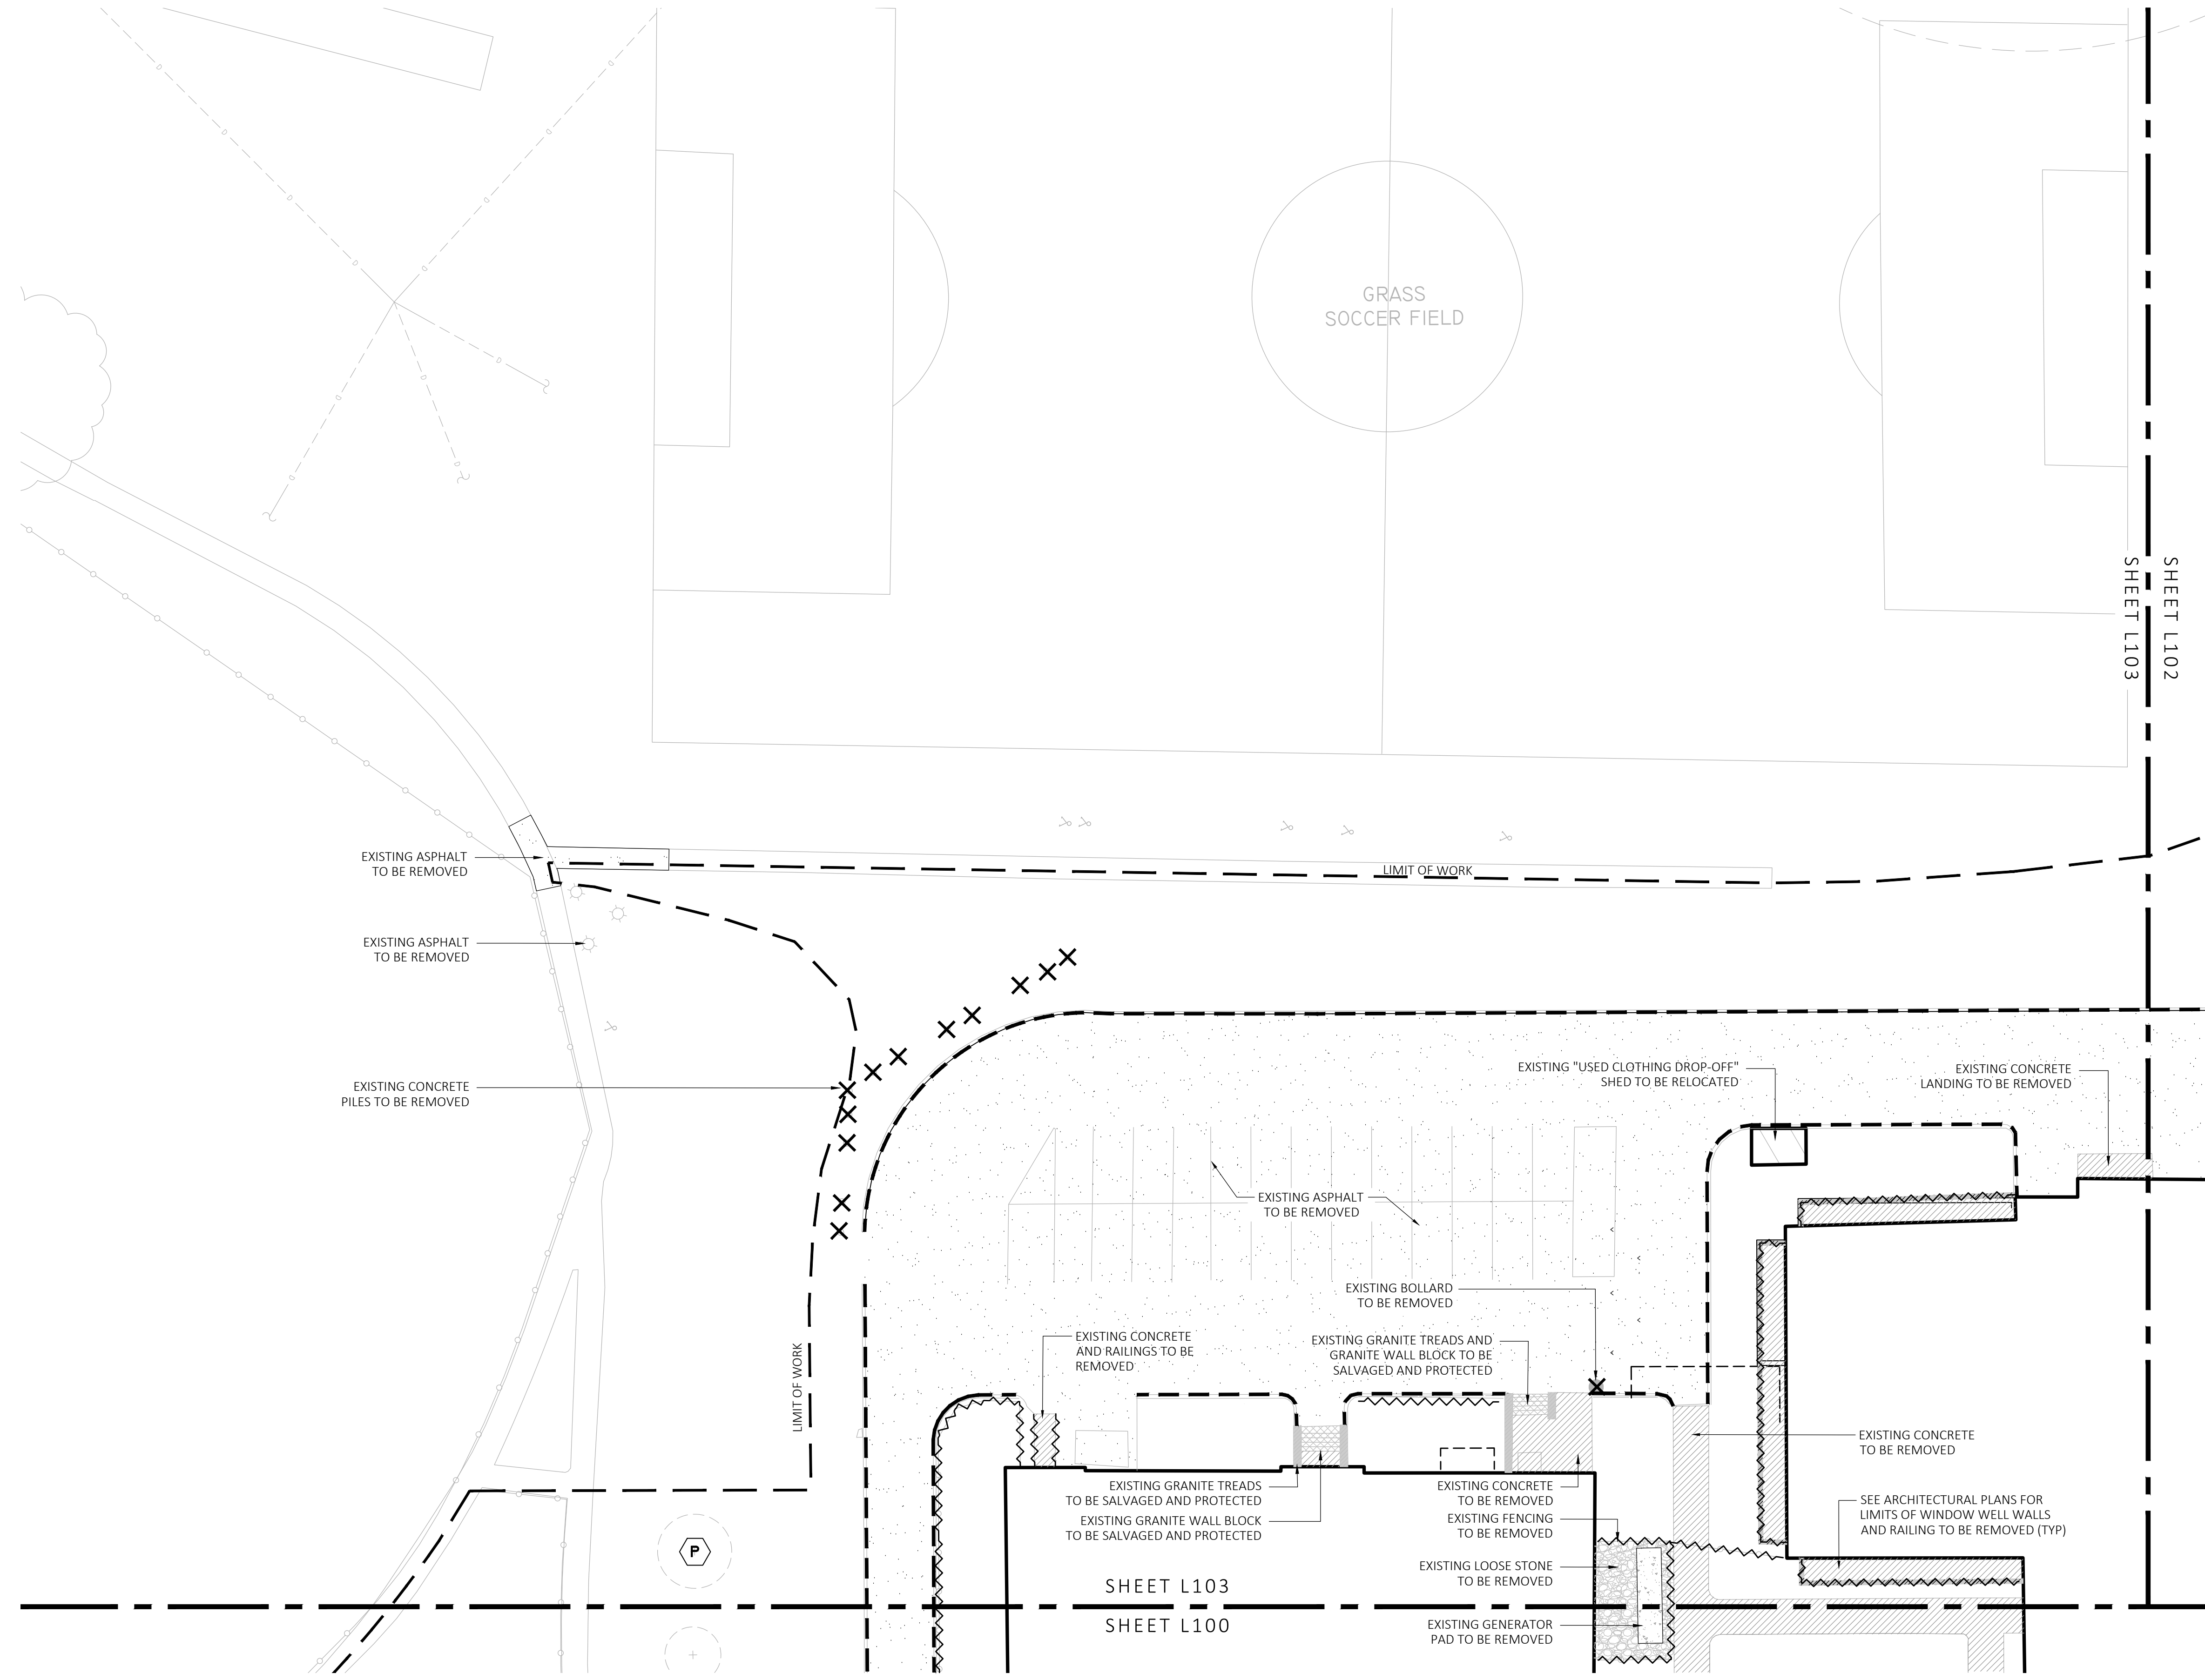 GRASS
SOCCER FIELD
SHEET L103
SHEET L102
EXISTING ASPHALT
TO BE REMOVED
LIMIT OF WORK
EXISTING ASPHALT
TO BE REMOVED
EXISTING CONCRETE
PILES TO BE REMOVED
EXISTING "USED CLOTHING DROP-OFF"
SHED TO BE RELOCATED
EXISTING CONCRETE
LANDING TO BE REMOVED
EXISTING ASPHALT
TO BE REMOVED
EXISTING BOLLARD
TO BE REMOVED
LIMIT OF WORK
EXISTING CONCRETE
AND RAILINGS TO BE
REMOVED
EXISTING GRANITE TREADS AND
GRANITE WALL BLOCK TO BE
SALVAGED AND PROTECTED
EXISTING CONCRETE
TO BE REMOVED
EXISTING GRANITE TREADS
TO BE SALVAGED AND PROTECTED
EXISTING GRANITE WALL BLOCK
TO BE SALVAGED AND PROTECTED
EXISTING CONCRETE
TO BE REMOVED
EXISTING FENCING
TO BE REMOVED
SEE ARCHITECTURAL PLANS FOR
LIMITS OF WINDOW WELL WALLS
AND RAILING TO BE REMOVED (TYP)
P
EXISTING LOOSE STONE
TO BE REMOVED
SHEET L103
SHEET L100
EXISTING GENERATOR
PAD TO BE REMOVED